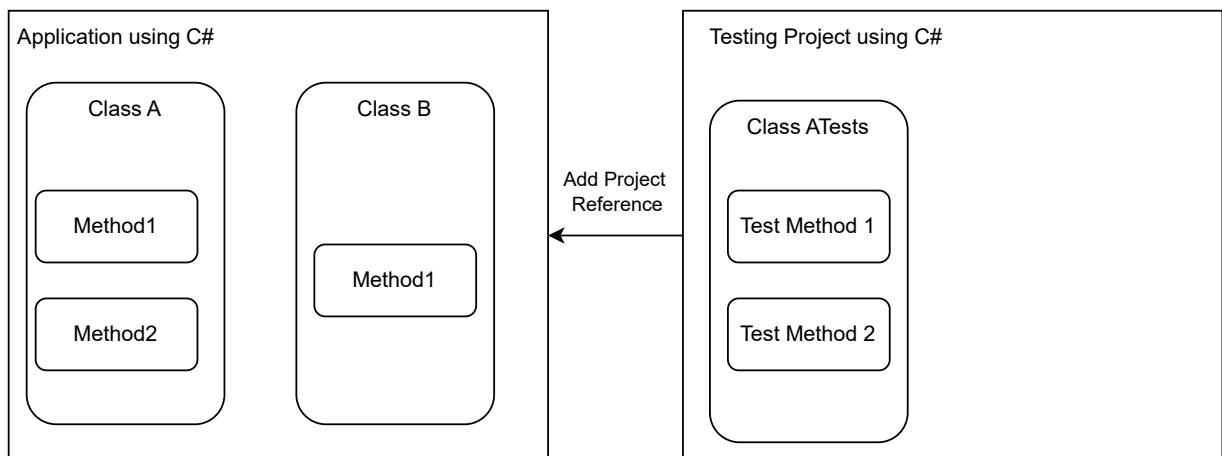 Application using C#
Class A
Method1
Method2
Class B
Method1
Add Project
Reference
Testing Project using C#
Class ATests
Test Method 1
Test Method 2